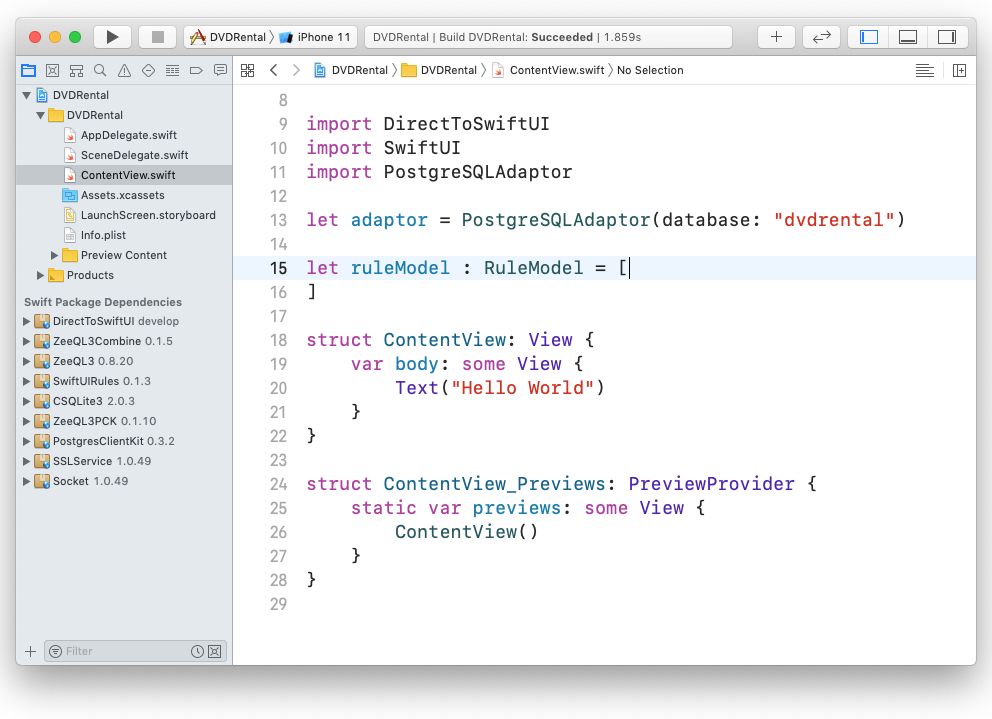 DVDRental iPhone 11 DVDRental | Build DVDRental: Succeeded | 1.859s
DVDRental DVDRental ContentView.swift No Selection
DVDRental
DVDRental
AppDelegate.swift
SceneDelegate.swift
ContentView.swift
Assets.xcassets
LaunchScreen.storyboard
Info.plist
Preview Content
Products
Swift Package Dependencies
DirectToSwiftUI develop
ZeeQL3Combine 0.1.5
ZeeQL3 0.8.20
SwiftUIRules 0.1.3
CSQLite3 2.0.3
ZeeQL3PCK 0.1.10
PostgresClientKit 0.3.2
SSLService 1.0.49
Socket 1.0.49
Filter
8
9 import DirectToSwiftUI
10 import SwiftUI
11 import PostgreSQLAdaptor
12
13 let adaptor = PostgreSQLAdaptor(database: "dvdrental")
14
15 let ruleModel : RuleModel = [
16 ]
17
18 struct ContentView: View {
19     var body: some View {
20         Text("Hello World")
21     }
22 }
23
24 struct ContentView_Previews: PreviewProvider {
25     static var previews: some View {
26         ContentView()
27     }
28 }
29